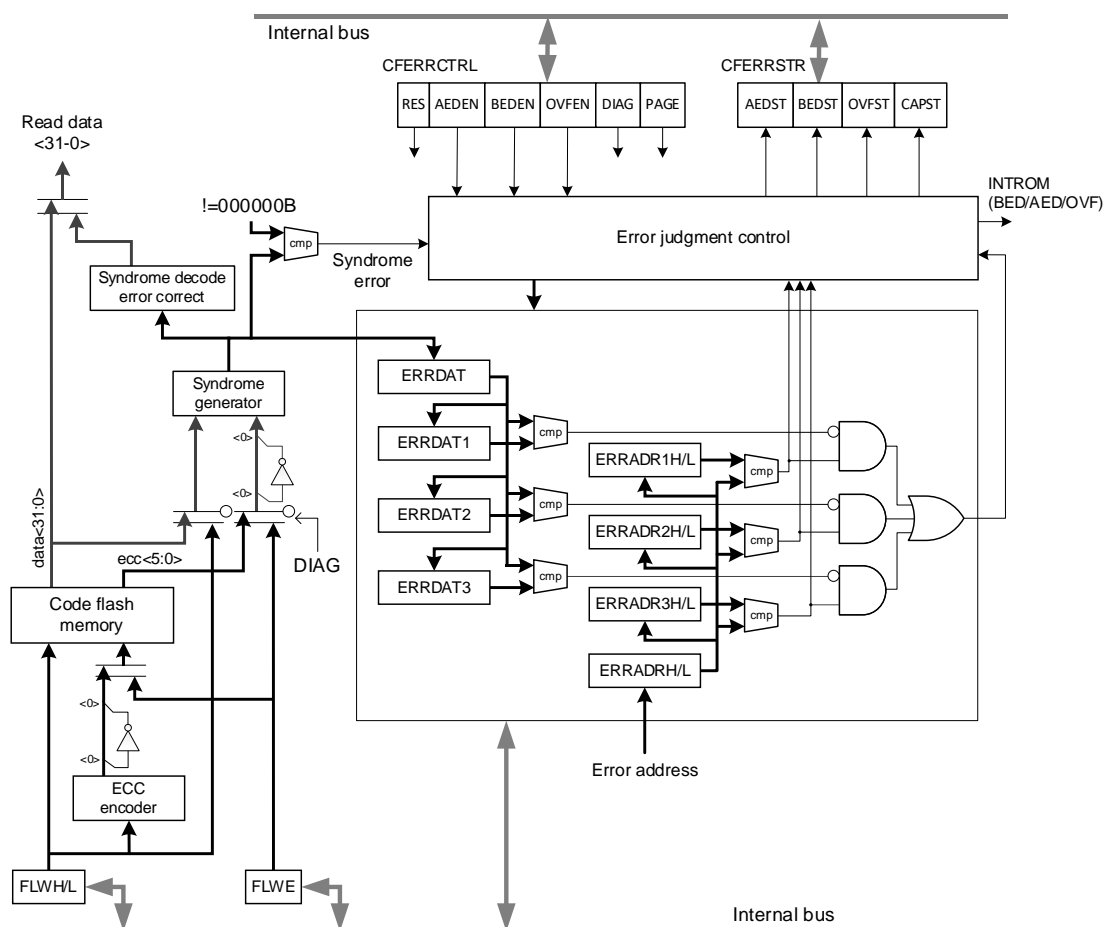 Internal bus
CFERRCTRL
CFERRSTR
RES AEDEN BEDEN OVFEN DIAG PAGE
AEDST BEDST OVFST CAPST
Read data
<31-0>
!=000000B
cmp
Syndrome
error
Error judgment control
INTROM
(BED/AED/OVF)
Syndrome decode
error correct
Syndrome
generator
ERRDAT
ERRDAT1
cmp
ERRDAT2
cmp
ERRDAT3
cmp
ERRADR1H/L
cmp
ERRADR2H/L
cmp
ERRADR3H/L
cmp
ERRADRH/L
Error address
<0>
<0>
data<31:0>
ecc<5:0>
DIAG
Code flash
memory
<0>
<0>
ECC
encoder
FLWH/L
FLWE
Internal bus